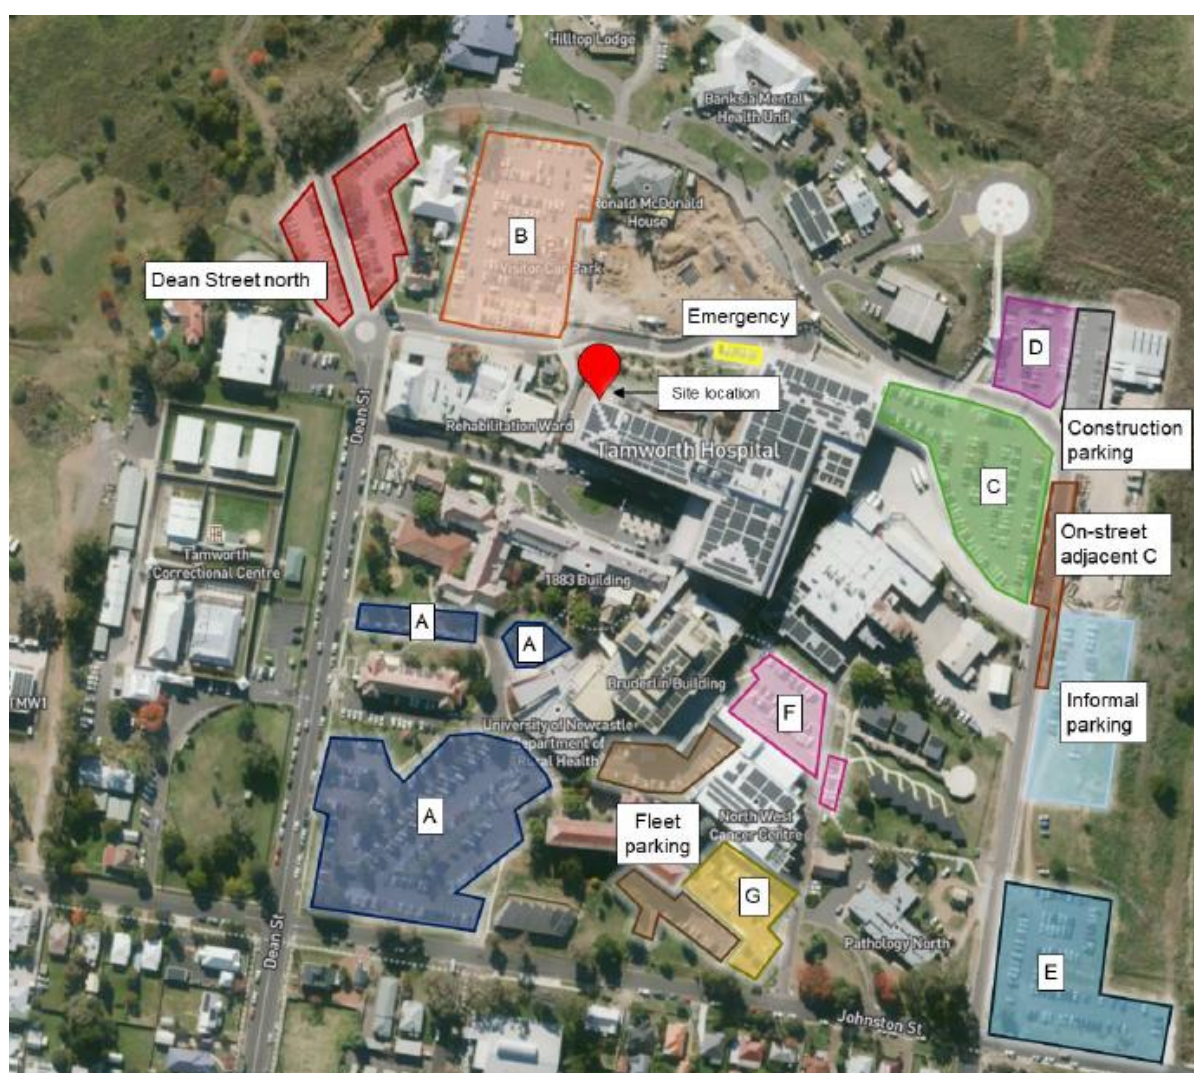 Hilltop Lodge
Banksia Mental
Health Unit
Ronald McDonald
House
B
Visitor Car Park
Dean Street north
Emergency
D
Site location
Dean St
Rehabilitation Ward
Tamworth Hospital
Construction
parking
C
On-street
adjacent C
Tamworth
Correctional Centre
1883 Building
A
A
Bruderlin Building
TMW1
University of Newcastle
Department of
Rural Health
F
Informal
parking
A
Fleet
parking
North West
Cancer Centre
G
Pathology North
Dean St
E
Johnston St